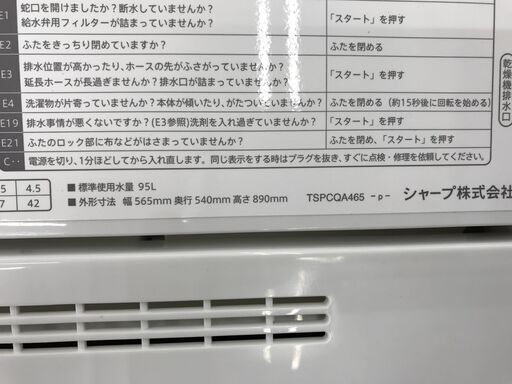 E1 蛇口を開けましたか？断水していませんか？
給水弁用フィルターが詰まっていませんか？ 「スタート」を押す
E2 ふたをきっちり閉めていますか？ ふたを閉める
E3 排水位置が高かったり、ホースの先がふさがっていませんか？
延長ホースが長過ぎませんか？排水口が詰まっていませんか？ 「スタート」を押す
E4 洗濯物が片寄っていませんか？本体が傾いたり、がたついていませんか？ ふたを閉める（約15秒後に回転を始める）
E19 排水事情が悪くないですか？（E3参照）洗剤を入れ過ぎていませんか？ 「スタート」を押す
E21 ふたのロック部に布などがはさまっていませんか？ ふたを閉め、「スタート」を押す
C‥ 電源を切り、1分ほどしてから入れ直します。同じ表示をする時はプラグを抜き、すぐに点検・修理を依頼してください。
乾燥機排水口
5 4.5 ■標準使用水量 95L
7 42 ■外形寸法 幅 565mm 奥行 540mm 高さ 890mm TSPCQA465 -p- シャープ株式会